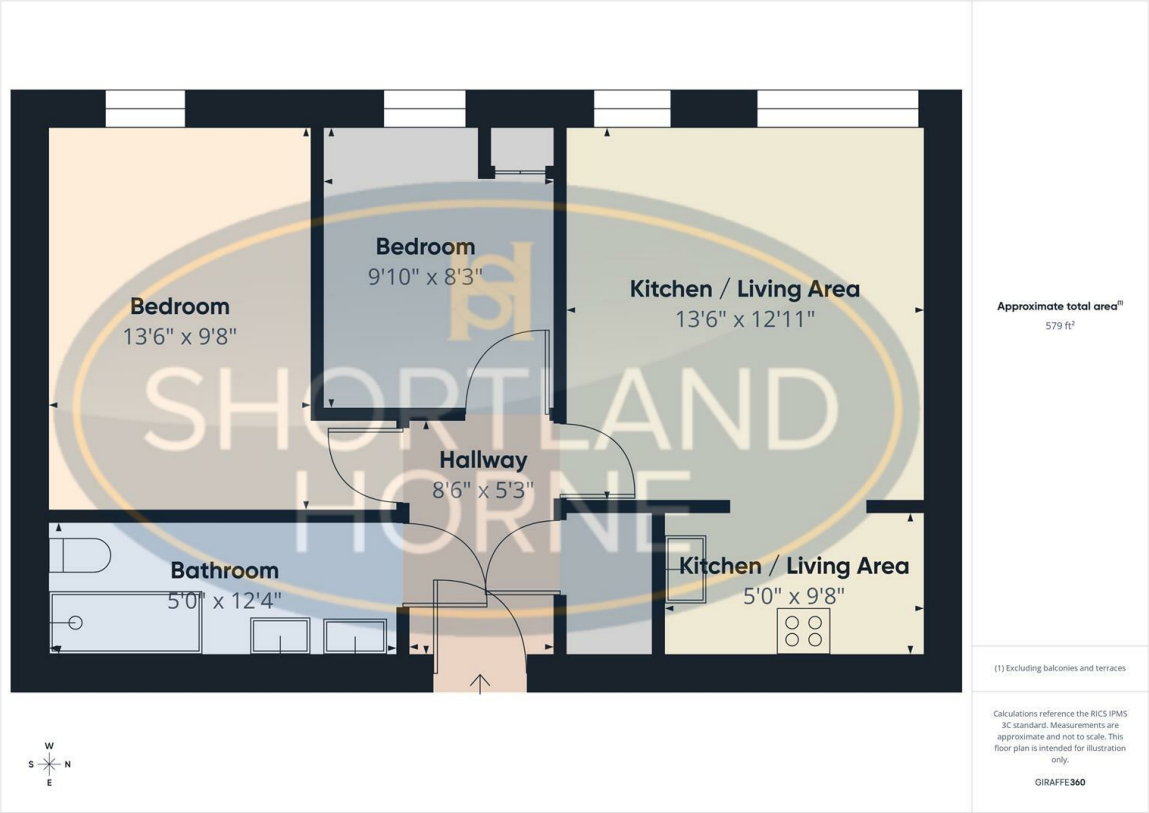 Bedroom
13'6" x 9'8"
Bedroom
9'10" x 8'3"
Kitchen / Living Area
13'6" x 12'11"
Hallway
8'6" x 5'3"
Bathroom
5'0" x 12'4"
Kitchen / Living Area
5'0" x 9'8"
SH
SHORTLAND
HORNE
W
S N
E
Approximate total area(1)
579 ft²
(1) Excluding balconies and terraces
Calculations reference the RICS IPMS
3C standard. Measurements are
approximate and not to scale. This
floor plan is intended for illustration
only.
GIRAFFE360